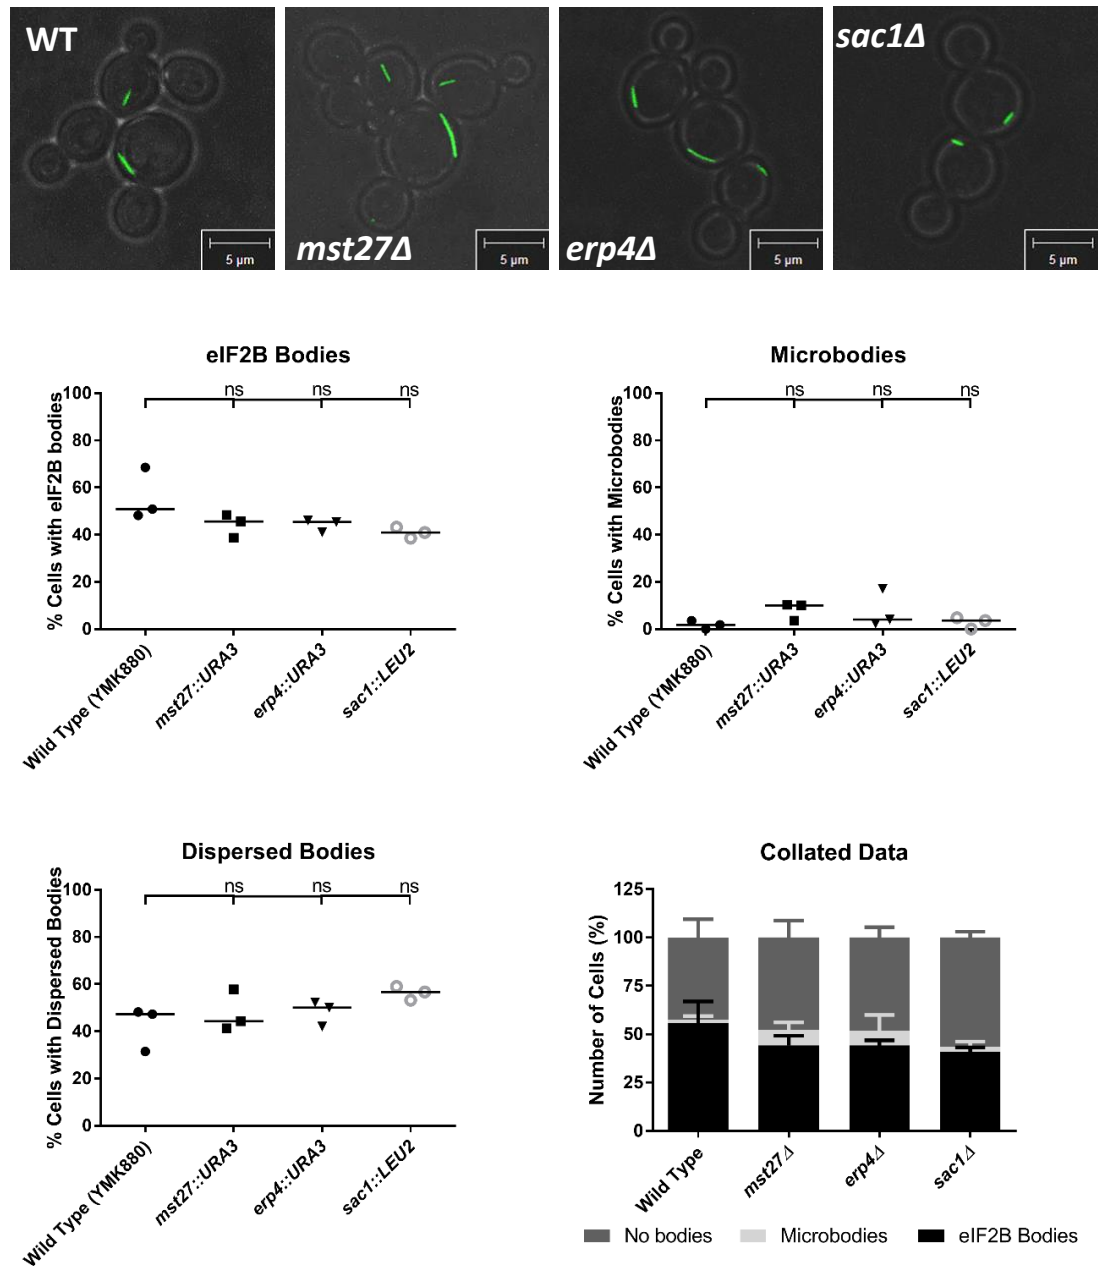 WT
mst27Δ
erp4Δ
sac1Δ
5 µm
5 µm
5 µm
5 µm
eIF2B Bodies
% Cells with eIF2B bodies
100
80
60
40
20
0
ns
ns
ns
Wild Type (YMK880)
mst27::URA3
erp4::URA3
sac1::LEU2
Microbodies
% Cells with Microbodies
100
80
60
40
20
0
ns
ns
ns
Wild Type (YMK880)
mst27::URA3
erp4::URA3
sac1::LEU2
Dispersed Bodies
% Cells with Dispersed Bodies
100
80
60
40
20
0
ns
ns
ns
Wild Type (YMK880)
mst27::URA3
erp4::URA3
sac1::LEU2
Collated Data
Number of Cells (%)
125
100
75
50
25
0
Wild Type
mst27Δ
erp4Δ
sac1Δ
No bodies
Microbodies
eIF2B Bodies